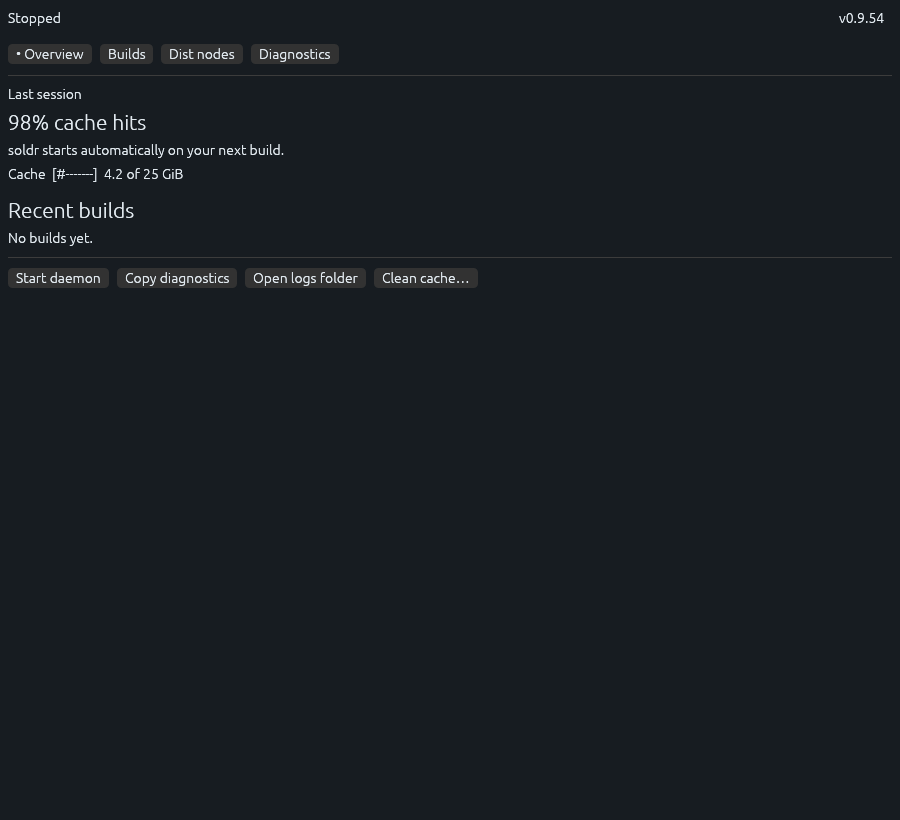 Stopped v0.9.54
• Overview Builds Dist nodes Diagnostics
Last session
98% cache hits
soldr starts automatically on your next build.
Cache [#-------] 4.2 of 25 GiB
Recent builds
No builds yet.
Start daemon Copy diagnostics Open logs folder Clean cache...